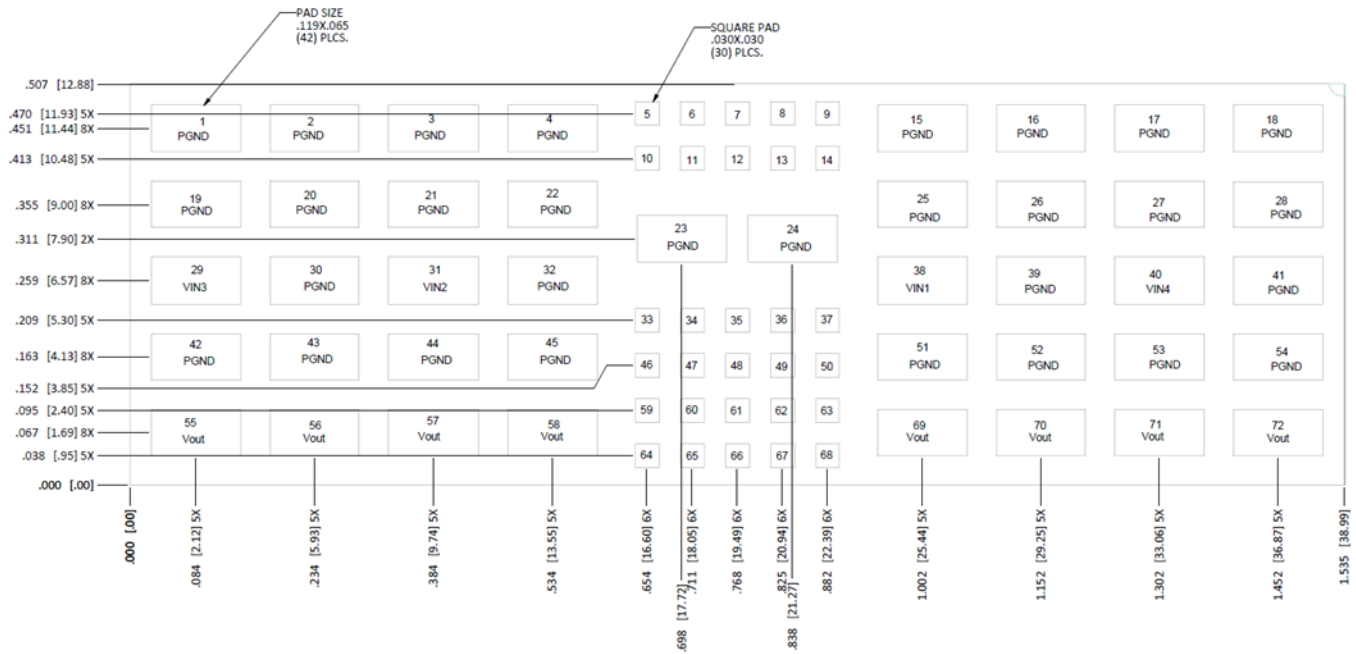 PAD SIZE
.119X.065
(42) PLCS.
SQUARE PAD
.030X.030
(30) PLCS.
.507 [12.88]
.470 [11.93] 5X
.451 [11.44] 8X
.413 [10.48] 5X
.355 [9.00] 8X
.311 [7.90] 2X
.259 [6.57] 8X
.209 [5.30] 5X
.163 [4.13] 8X
.152 [3.85] 5X
.095 [2.40] 5X
.067 [1.69] 8X
.038 [.95] 5X
.000 [.00]
1 PGND
2 PGND
3 PGND
4 PGND
5 6 7 8 9
15 PGND
16 PGND
17 PGND
18 PGND
10 11 12 13 14
19 PGND
20 PGND
21 PGND
22 PGND
23 PGND
24 PGND
25 PGND
26 PGND
27 PGND
28 PGND
29 VIN3
30 PGND
31 VIN2
32 PGND
38 VIN1
39 PGND
40 VIN4
41 PGND
33 34 35 36 37
42 PGND
43 PGND
44 PGND
45 PGND
46 47 48 49 50
51 PGND
52 PGND
53 PGND
54 PGND
55 Vout
56 Vout
57 Vout
58 Vout
59 60 61 62 63
64 65 66 67 68
69 Vout
70 Vout
71 Vout
72 Vout
.000 [.00]
.084 [2.12] 5X
.234 [5.93] 5X
.384 [9.74] 5X
.534 [13.55] 5X
.654 [16.60] 6X
.698 [17.72]
.711 [18.05] 6X
.768 [19.49] 6X
.825 [20.94] 6X
.838 [21.27]
.882 [22.39] 6X
1.002 [25.44] 5X
1.152 [29.25] 5X
1.302 [33.06] 5X
1.452 [36.87] 5X
1.535 [38.99]